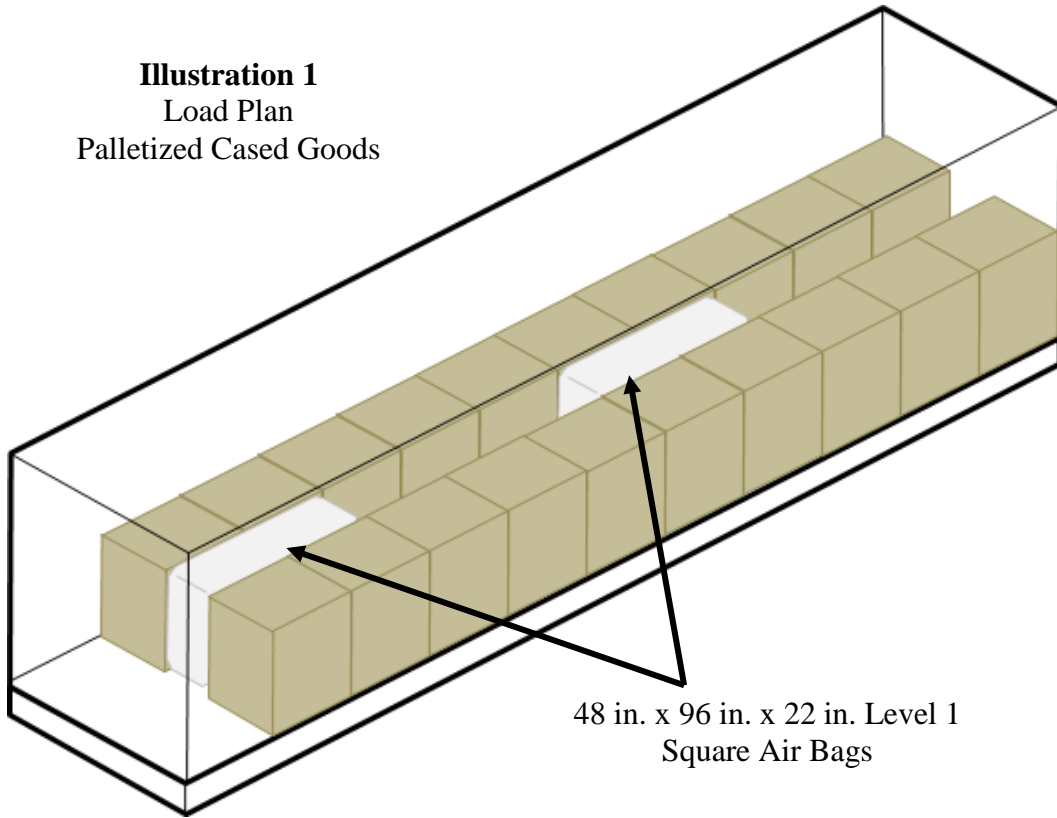 Illustration 1
Load Plan
Palletized Cased Goods
48 in. x 96 in. x 22 in. Level 1
Square Air Bags